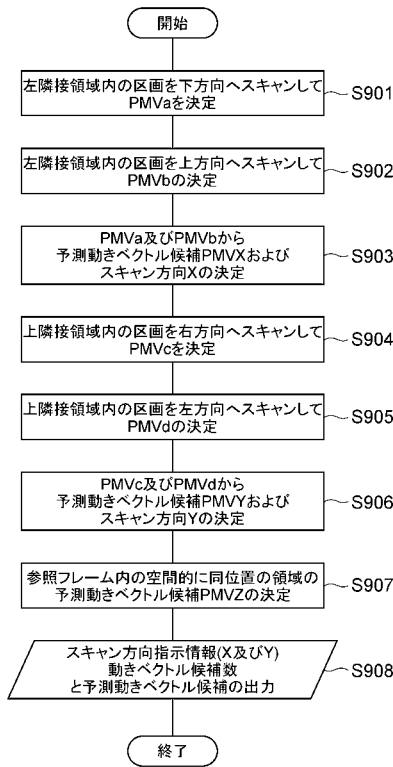 開始
左隣接領域内の区画を下方向へスキャンして
PMVaを決定
S901
左隣接領域内の区画を上方向へスキャンして
PMVbの決定
S902
PMVa及びPMVbから
予測動きベクトル候補PMVXおよび
スキャン方向Xの決定
S903
上隣接領域内の区画を右方向へスキャンして
PMVcを決定
S904
上隣接領域内の区画を左方向へスキャンして
PMVdの決定
S905
PMVc及びPMVdから
予測動きベクトル候補PMVYおよび
スキャン方向Yの決定
S906
参照フレーム内の空間的に同位置の領域の
予測動きベクトル候補PMVZの決定
S907
スキャン方向指示情報(X及びY)
動きベクトル候補数
と予測動きベクトル候補の出力
S908
終了